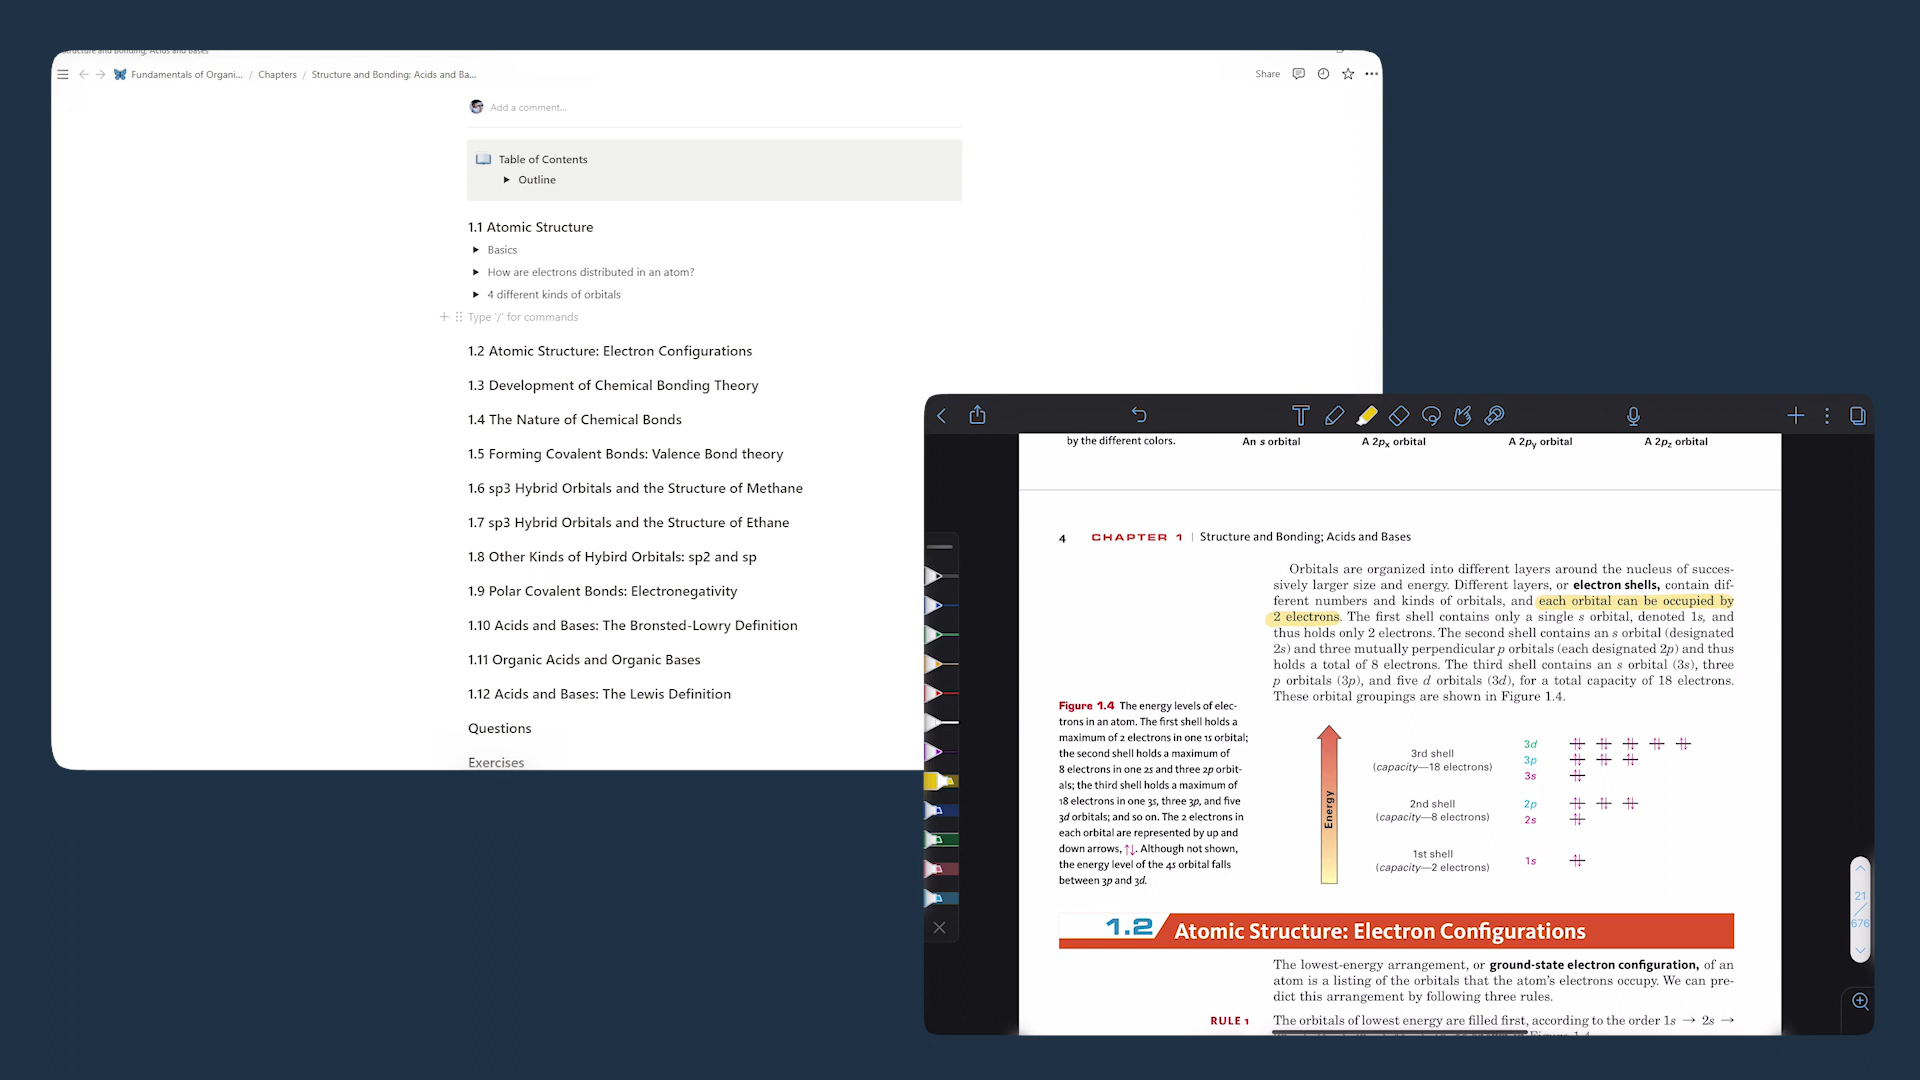 Structure and Bonding; Acids and Bases
Fundamentals of Organi... / Chapters / Structure and Bonding: Acids and Ba...
Share
Add a comment...
Table of Contents
Outline
1.1 Atomic Structure
Basics
How are electrons distributed in an atom?
4 different kinds of orbitals
Type '/' for commands
1.2 Atomic Structure: Electron Configurations
1.3 Development of Chemical Bonding Theory
1.4 The Nature of Chemical Bonds
1.5 Forming Covalent Bonds: Valence Bond theory
1.6 sp3 Hybrid Orbitals and the Structure of Methane
1.7 sp3 Hybrid Orbitals and the Structure of Ethane
1.8 Other Kinds of Hybird Orbitals: sp2 and sp
1.9 Polar Covalent Bonds: Electronegativity
1.10 Acids and Bases: The Bronsted-Lowry Definition
1.11 Organic Acids and Organic Bases
1.12 Acids and Bases: The Lewis Definition
Questions
Exercises
by the different colors.
An s orbital
A 2px orbital
A 2py orbital
A 2pz orbital
4 CHAPTER 1 | Structure and Bonding; Acids and Bases
Orbitals are organized into different layers around the nucleus of succes-
sively larger size and energy. Different layers, or electron shells, contain dif-
ferent numbers and kinds of orbitals, and each orbital can be occupied by
2 electrons. The first shell contains only a single s orbital, denoted 1s, and
thus holds only 2 electrons. The second shell contains an s orbital (designated
2s) and three mutually perpendicular p orbitals (each designated 2p) and thus
holds a total of 8 electrons. The third shell contains an s orbital (3s), three
p orbitals (3p), and five d orbitals (3d), for a total capacity of 18 electrons.
These orbital groupings are shown in Figure 1.4.
Figure 1.4 The energy levels of elec-
trons in an atom. The first shell holds a
maximum of 2 electrons in one 1s orbital;
the second shell holds a maximum of
8 electrons in one 2s and three 2p orbit-
als; the third shell holds a maximum of
18 electrons in one 3s, three 3p, and five
3d orbitals; and so on. The 2 electrons in
each orbital are represented by up and
down arrows, ↑↓. Although not shown,
the energy level of the 4s orbital falls
between 3p and 3d.
Energy
3rd shell
(capacity—18 electrons)
3d
3p
3s
2nd shell
(capacity—8 electrons)
2p
2s
1st shell
(capacity—2 electrons)
1s
1.2 Atomic Structure: Electron Configurations
The lowest-energy arrangement, or ground-state electron configuration, of an
atom is a listing of the orbitals that the atom's electrons occupy. We can pre-
dict this arrangement by following three rules.
RULE 1 The orbitals of lowest energy are filled first, according to the order 1s → 2s →
21
676